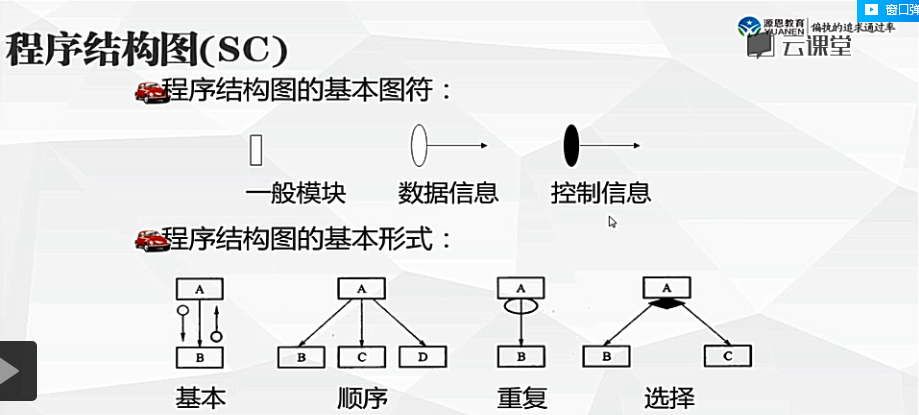 窗口弹
源恩教育
YUANEN
偏执的追求通过率
云课堂
程序结构图(SC)
程序结构图的基本图符：
一般模块 数据信息 控制信息
程序结构图的基本形式：
A A A A
B B C D B B C
基本 顺序 重复 选择